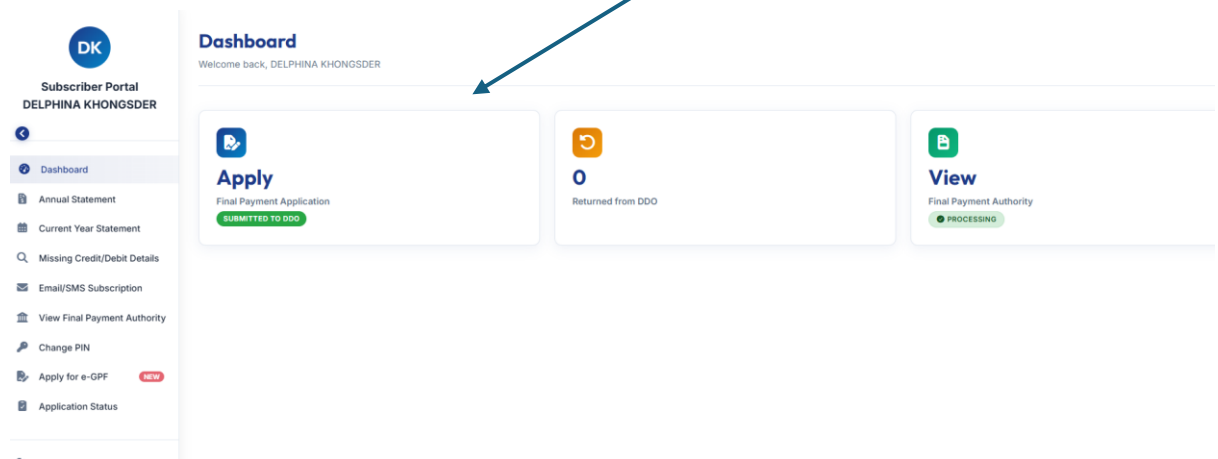 DK
Subscriber Portal
DELPHINA KHONGSDER
Dashboard
Annual Statement
Current Year Statement
Missing Credit/Debit Details
Email/SMS Subscription
View Final Payment Authority
Change PIN
Apply for e-GPF NEW
Application Status
Dashboard
Welcome back, DELPHINA KHONGSDER
Apply
Final Payment Application
SUBMITTED TO DDO
0
Returned from DDO
View
Final Payment Authority
PROCESSING